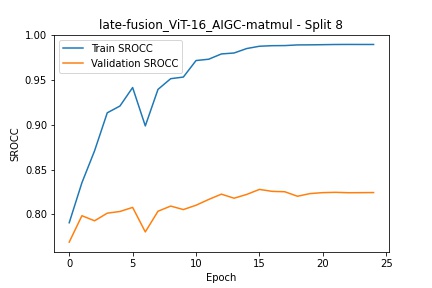 late-fusion_ViT-16_AIGC-matmul - Split 8
1.00
0.95
0.90
0.85
0.80
SROCC
Train SROCC
Validation SROCC
0 5 10 15 20 25
Epoch